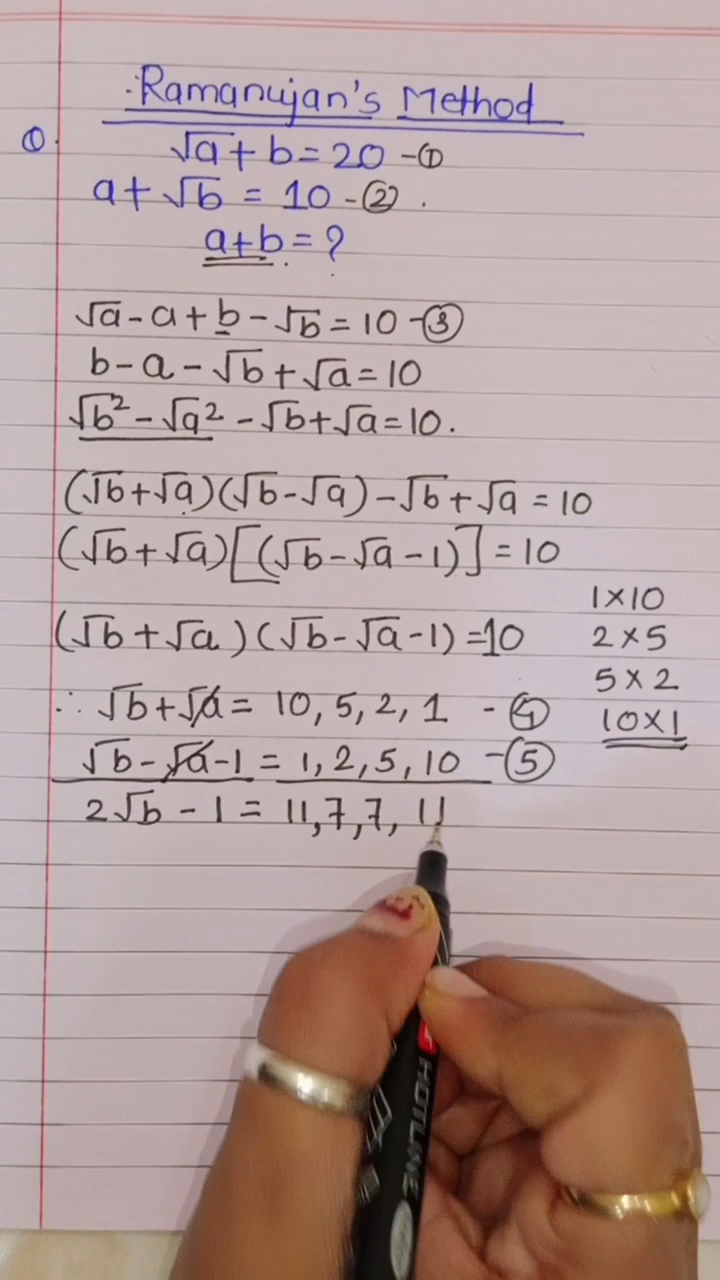 Ramanujan's Method
Q. √a + b = 20 - ①
a + √b = 10 - ② .
a+b = ?
√a - a + b - √b = 10 - ③
b - a - √b + √a = 10
√b² - √a² - √b + √a = 10.
(√b + √a)(√b - √a) - √b + √a = 10
(√b + √a)[(√b - √a - 1)] = 10
(√b + √a)(√b - √a - 1) = 10
1×10
2×5
5×2
10×1
∴ √b + √a = 10, 5, 2, 1 - ④
√b - √a - 1 = 1, 2, 5, 10 - ⑤
2√b - 1 = 11, 7, 7, 11
HOTLINE